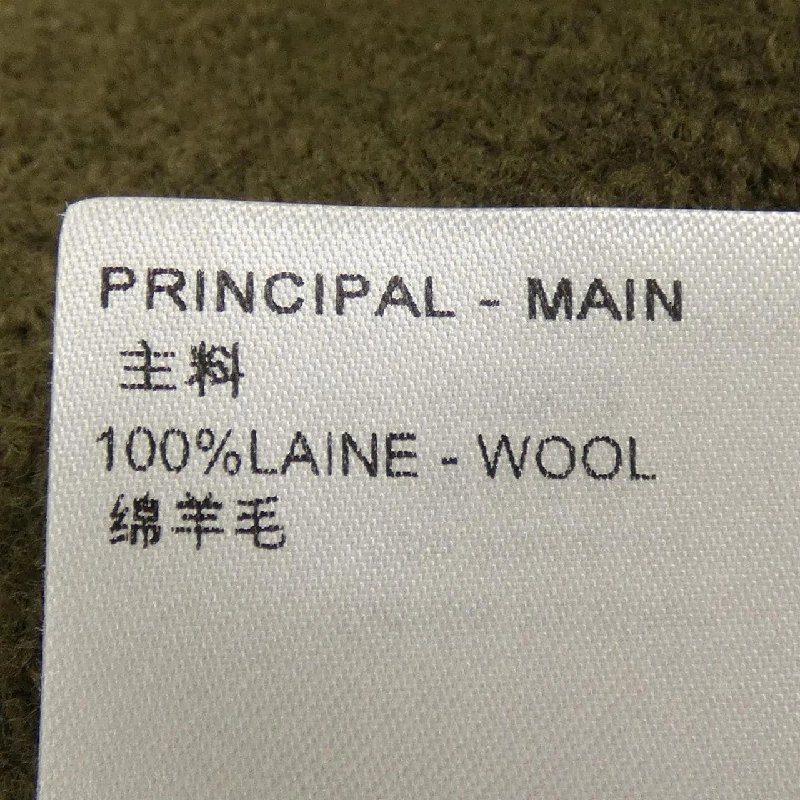 PRINCIPAL - MAIN
主料
100%LAINE - WOOL
绵羊毛